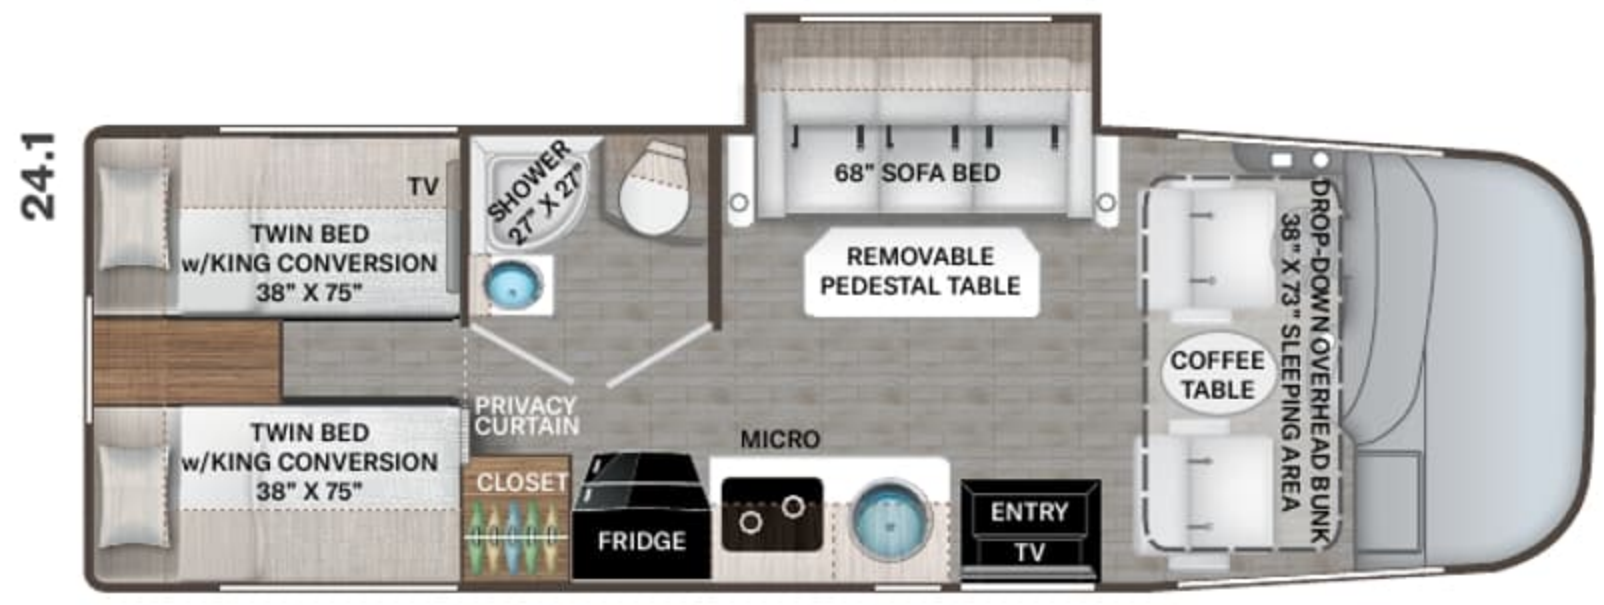 24.1
TV
TWIN BED
w/KING CONVERSION
38" X 75"
SHOWER
27" X 27"
68" SOFA BED
REMOVABLE
PEDESTAL TABLE
DROP-DOWN OVERHEAD BUNK
38" X 73" SLEEPING AREA
COFFEE
TABLE
PRIVACY
CURTAIN
TWIN BED
w/KING CONVERSION
38" X 75"
CLOSET
FRIDGE
MICRO
ENTRY
TV